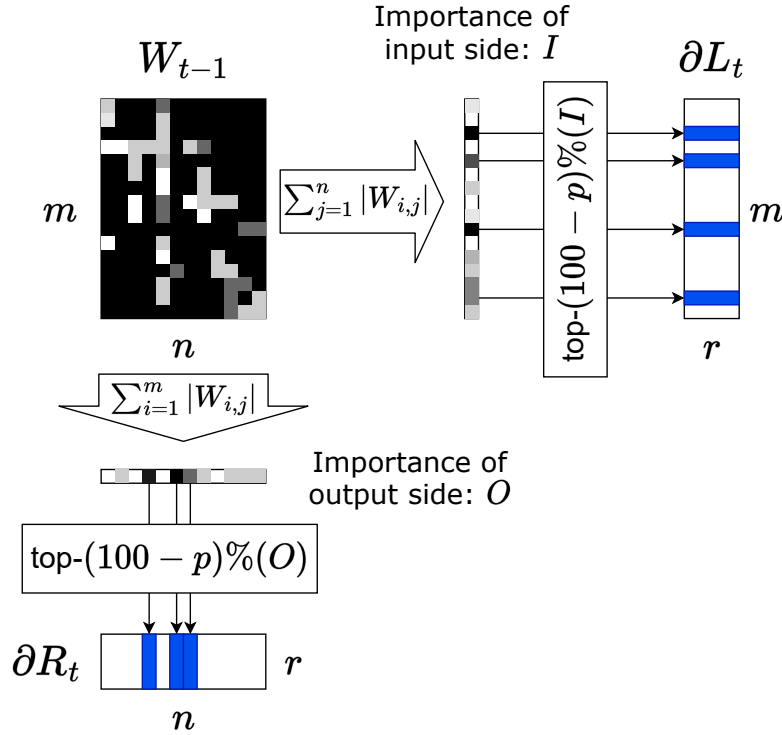 Importance of
input side: I
W_{t-1}
∂L_t
m
∑_{j=1}^{n} |W_{i,j}|
top-(100 − p)%(I)
m
n
r
∑_{i=1}^{m} |W_{i,j}|
Importance of
output side: O
top-(100 − p)%(O)
∂R_t
r
n